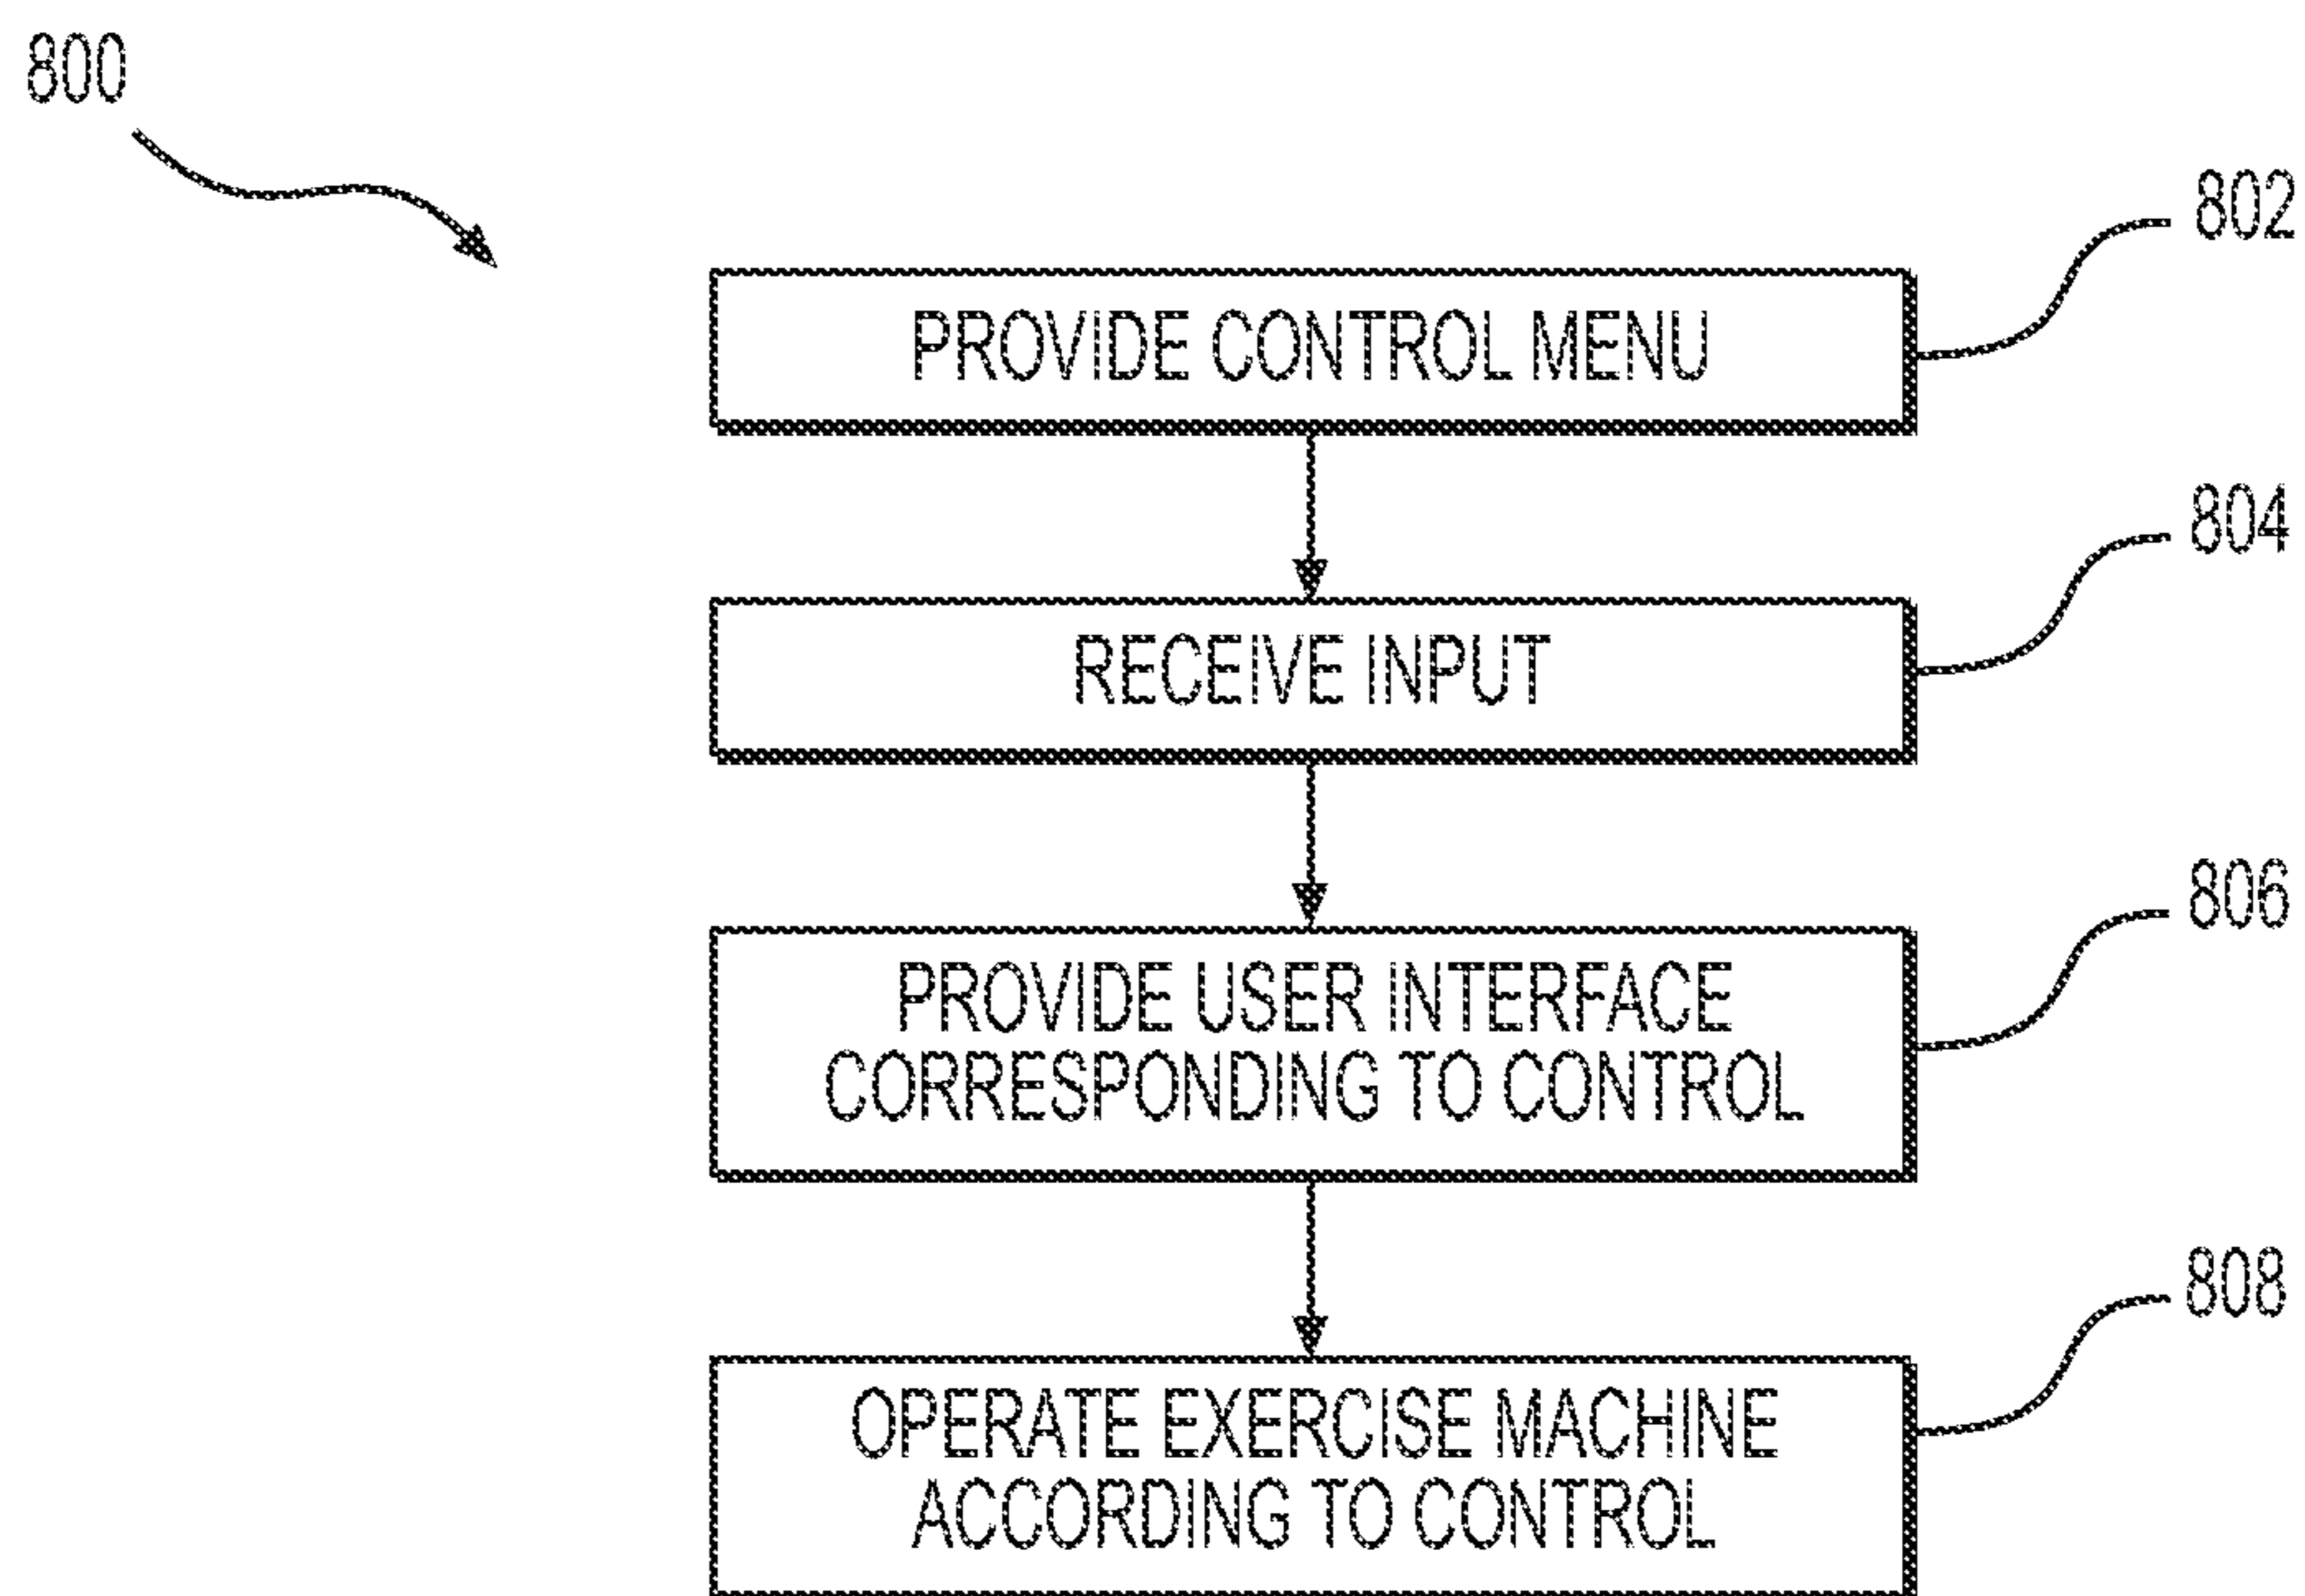 800
802
PROVIDE CONTROL MENU
804
RECEIVE INPUT
806
PROVIDE USER INTERFACE
CORRESPONDING TO CONTROL
808
OPERATE EXERCISE MACHINE
ACCORDING TO CONTROL